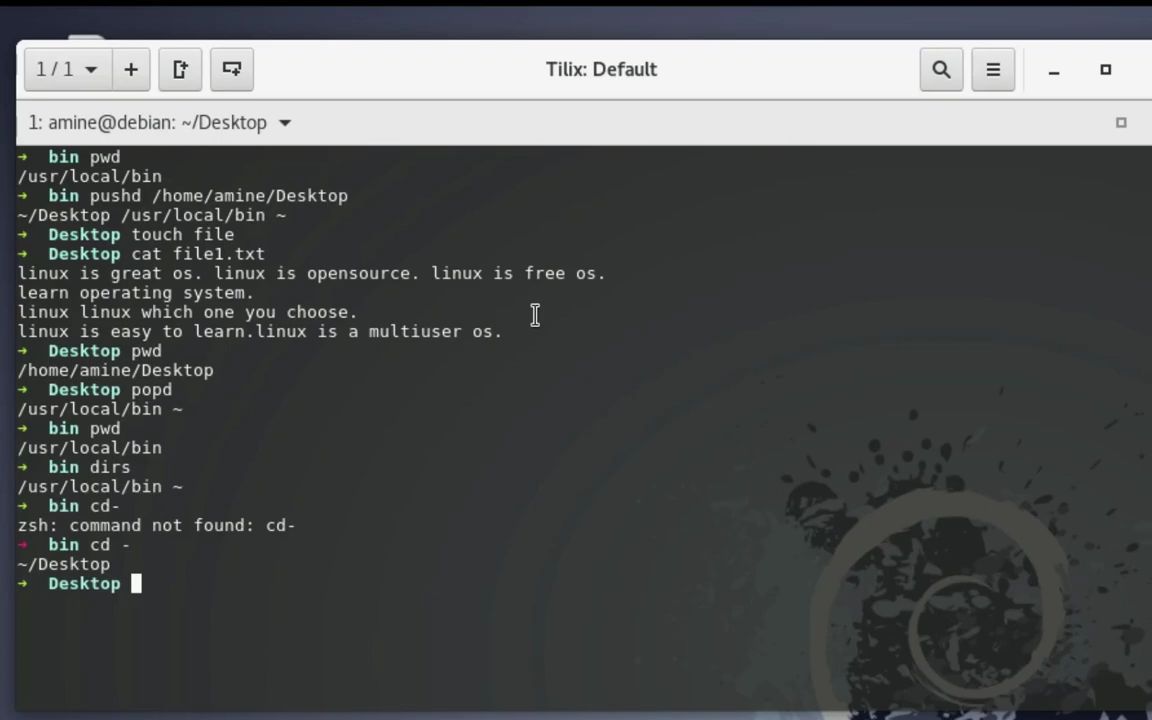 1 / 1
Tilix: Default
1: amine@debian: ~/Desktop
➜ bin pwd
/usr/local/bin
➜ bin pushd /home/amine/Desktop
~/Desktop /usr/local/bin ~
➜ Desktop touch file
➜ Desktop cat file1.txt
linux is great os. linux is opensource. linux is free os.
learn operating system.
linux linux which one you choose.
linux is easy to learn.linux is a multiuser os.
➜ Desktop pwd
/home/amine/Desktop
➜ Desktop popd
/usr/local/bin ~
➜ bin pwd
/usr/local/bin
➜ bin dirs
/usr/local/bin ~
➜ bin cd-
zsh: command not found: cd-
➜ bin cd -
~/Desktop
➜ Desktop